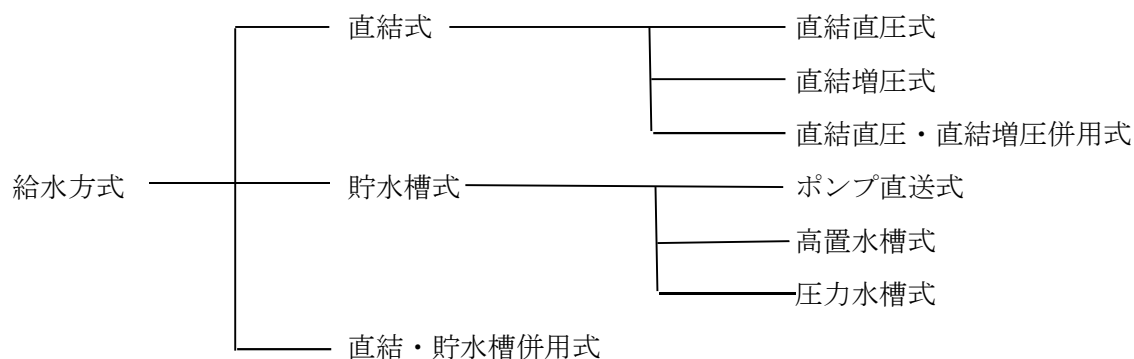 直結式
直結直圧式
直結増圧式
直結直圧・直結増圧併用式
給水方式
貯水槽式
ポンプ直送式
高置水槽式
圧力水槽式
直結・貯水槽併用式